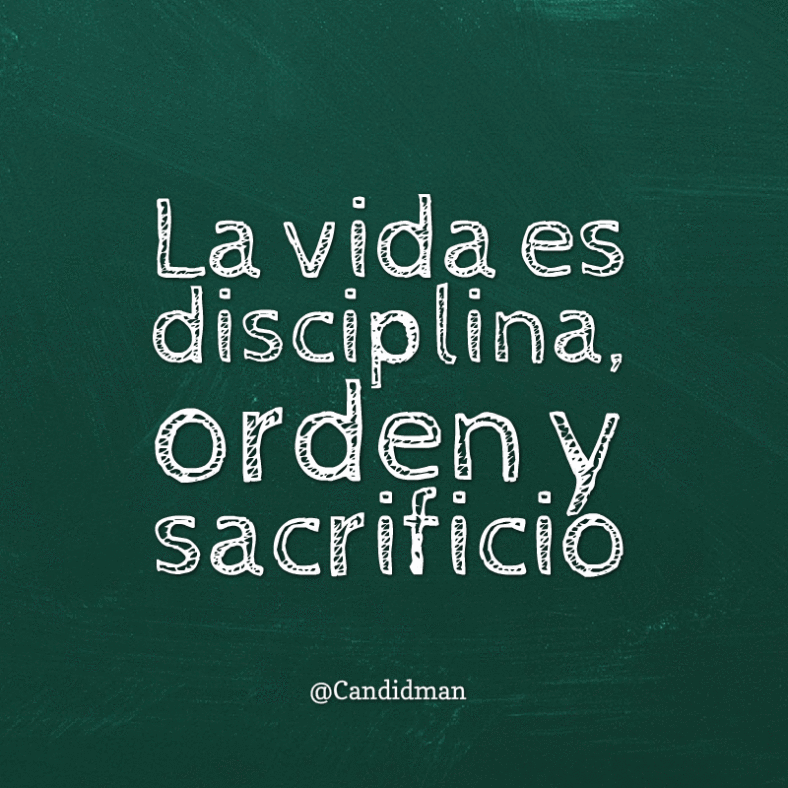 La vida es
disciplina,
orden y
sacrificio
@Candidman